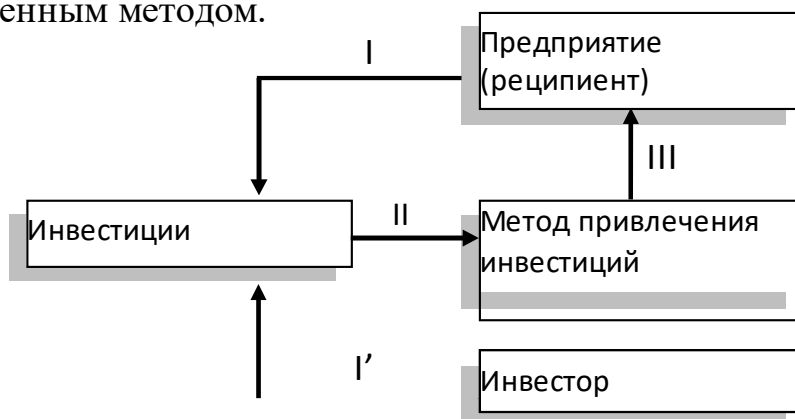 енным методом.
I
Предприятие
(реципиент)
III
Инвестиции
II
Метод привлечения
инвестиций
I’
Инвестор